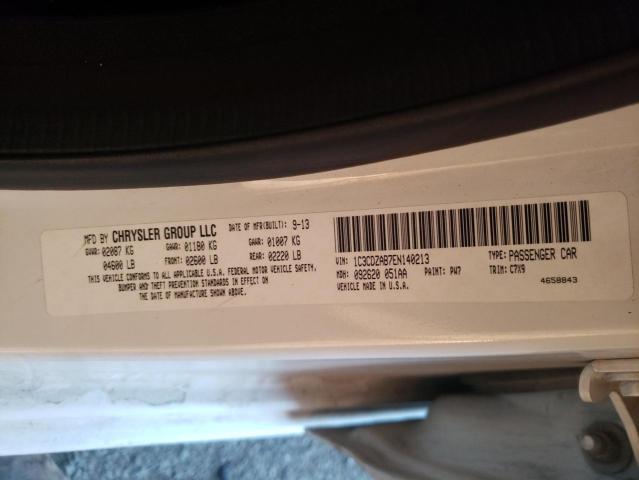 MFD BY CHRYSLER GROUP LLC DATE OF MFR(BUILT): 9-13
GVWR: 02087 KG GAWR: 01180 KG GAWR: 01007 KG
04600 LB FRONT: 02600 LB REAR: 02220 LB
THIS VEHICLE CONFORMS TO ALL APPLICABLE U.S.A. FEDERAL MOTOR VEHICLE SAFETY,
BUMPER AND THEFT PREVENTION STANDARDS IN EFFECT ON
THE DATE OF MANUFACTURE SHOWN ABOVE.
VIN: 1C3CDZAB7EN140213 TYPE: PASSENGER CAR
MDH: 092620 051AA PAINT: PW7 TRIM: C7X9
VEHICLE MADE IN U.S.A. 4658843